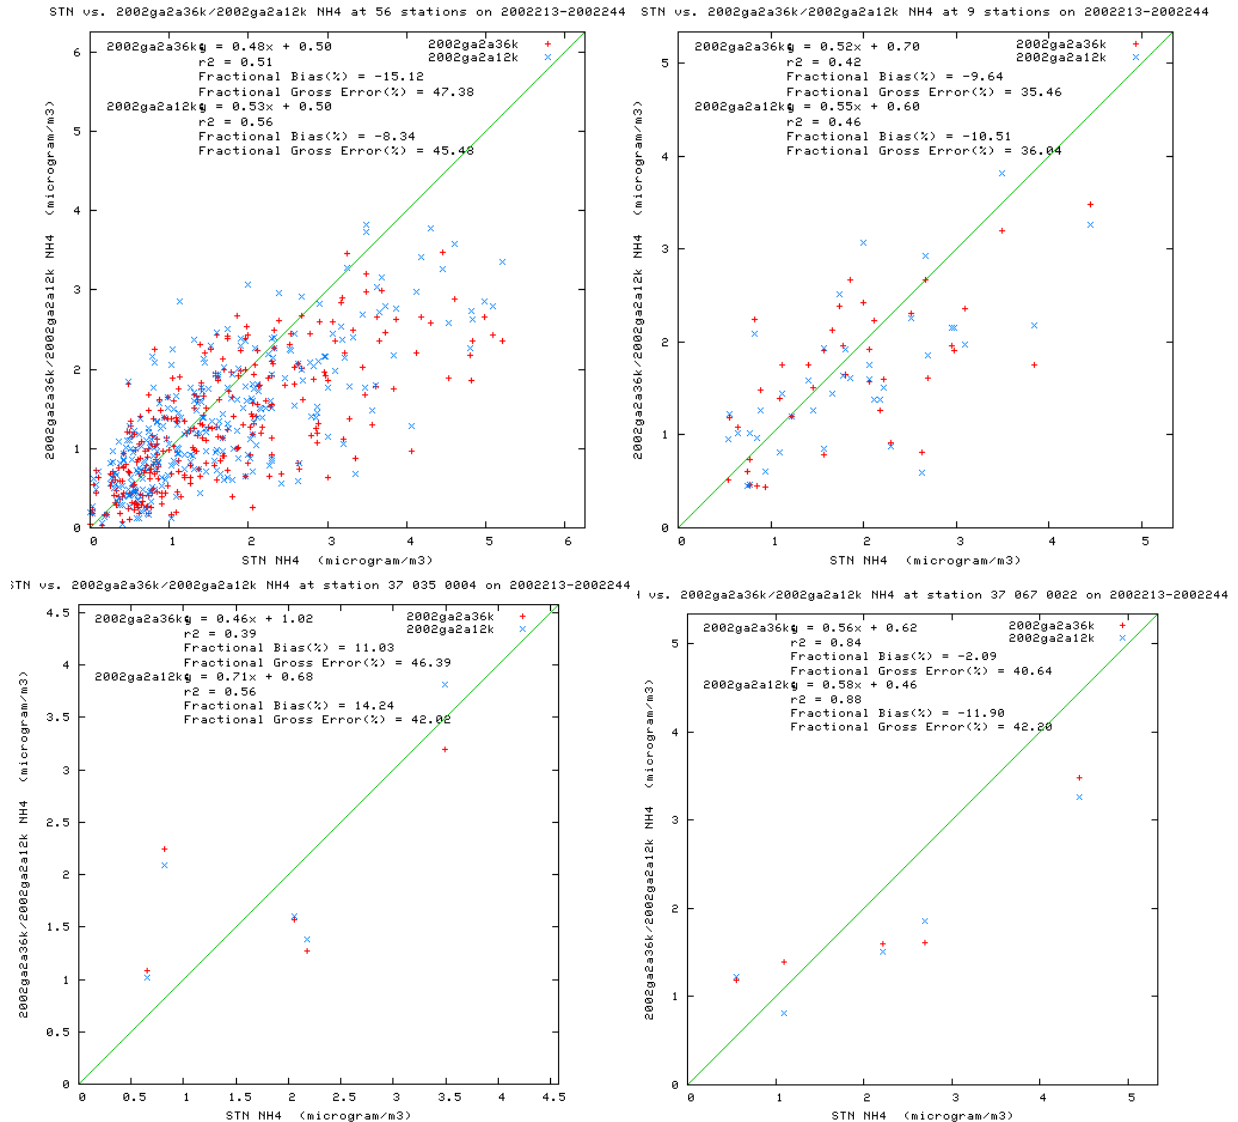 STN vs. 2002ga2a36k/2002ga2a12k NH4 at 56 stations on 2002213-2002244
2002ga2a36k y = 0.48x + 0.50
r2 = 0.51
Fractional Bias(%) = -15.12
Fractional Gross Error(%) = 47.38
2002ga2a12k y = 0.53x + 0.50
r2 = 0.56
Fractional Bias(%) = -8.34
Fractional Gross Error(%) = 45.48
2002ga2a36k
2002ga2a12k
2002ga2a36k/2002ga2a12k NH4 (microgram/m3)
6
5
4
3
2
1
0
0 1 2 3 4 5 6
STN NH4 (microgram/m3)
STN vs. 2002ga2a36k/2002ga2a12k NH4 at 9 stations on 2002213-2002244
2002ga2a36k y = 0.52x + 0.70
r2 = 0.42
Fractional Bias(%) = -9.64
Fractional Gross Error(%) = 35.46
2002ga2a12k y = 0.55x + 0.60
r2 = 0.46
Fractional Bias(%) = -10.51
Fractional Gross Error(%) = 36.04
2002ga2a36k
2002ga2a12k
2002ga2a36k/2002ga2a12k NH4 (microgram/m3)
5
4
3
2
1
0
0 1 2 3 4 5
STN NH4 (microgram/m3)
STN vs. 2002ga2a36k/2002ga2a12k NH4 at station 37 035 0004 on 2002213-2002244
2002ga2a36k y = 0.46x + 1.02
r2 = 0.39
Fractional Bias(%) = 11.03
Fractional Gross Error(%) = 46.39
2002ga2a12k y = 0.71x + 0.68
r2 = 0.56
Fractional Bias(%) = 14.24
Fractional Gross Error(%) = 42.02
2002ga2a36k
2002ga2a12k
2002ga2a36k/2002ga2a12k NH4 (microgram/m3)
4.5
4
3.5
3
2.5
2
1.5
1
0.5
0
0 0.5 1 1.5 2 2.5 3 3.5 4 4.5
STN NH4 (microgram/m3)
vs. 2002ga2a36k/2002ga2a12k NH4 at station 37 067 0022 on 2002213-2002244
2002ga2a36k y = 0.56x + 0.62
r2 = 0.84
Fractional Bias(%) = -2.09
Fractional Gross Error(%) = 40.64
2002ga2a12k y = 0.58x + 0.46
r2 = 0.88
Fractional Bias(%) = -11.90
Fractional Gross Error(%) = 42.20
2002ga2a36k
2002ga2a12k
2002ga2a36k/2002ga2a12k NH4 (microgram/m3)
5
4
3
2
1
0
0 1 2 3 4 5
STN NH4 (microgram/m3)